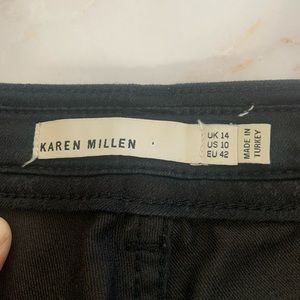 KAREN MILLEN
UK 14
US 10
EU 42
MADE IN
TURKEY